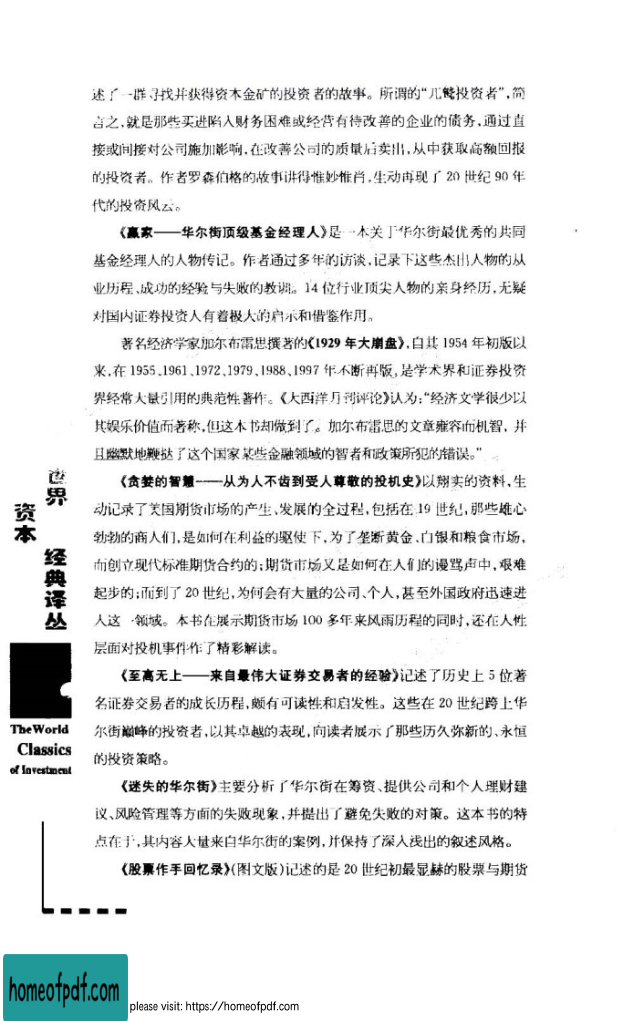 述了一群寻找并获得资本金矿的投资者的故事。所谓的“兀鹫投资者”,简
言之,就是那些买进陷入财务困难或经营有待改善的企业的债务,通过直
接或间接对公司施加影响,在改善公司的质量后卖出,从中获取高额回报
的投资者。作者罗森伯格的故事讲得惟妙惟肖,生动再现了 20 世纪 90 年
代的投资风云。
《赢家——华尔街顶级基金经理人》是一本关于华尔街最优秀的共同
基金经理人的人物传记。作者通过多年的访谈,记录下这些杰出人物的从
业历程、成功的经验与失败的教训。14 位行业顶尖人物的亲身经历,无疑
对国内证券投资人有着极大的启示和借鉴作用。
著名经济学家加尔布雷思撰著的《1929 年大崩盘》,自其 1954 年初版以
来,在 1955、1961、1972、1979、1988、1997 年不断再版,是学术界和证券投资
界经常大量引用的典范性著作。《大西洋月刊评论》认为:“经济文学很少以
其娱乐价值而著称,但这本书却做到了。加尔布雷思的文章雍容而机智,并
且幽默地鞭挞了这个国家某些金融领域的智者和政策所犯的错误。”
《贪婪的智慧——从为人不齿到受人尊敬的投机史》以翔实的资料,生
动记录了美国期货市场的产生、发展的全过程,包括在 19 世纪,那些雄心
勃勃的商人们,是如何在利益的驱使下,为了垄断黄金、白银和粮食市场,
而创立现代标准期货合约的;期货市场又是如何在人们的谩骂声中,艰难
起步的;而到了 20 世纪,为何会有大量的公司、个人,甚至外国政府迅速进
入这一领域。本书在展示期货市场 100 多年来风雨历程的同时,还在人性
层面对投机事件作了精彩解读。
《至高无上——来自最伟大证券交易者的经验》记述了历史上 5 位著
名证券交易者的成长历程,颇有可读性和启发性。这些在 20 世纪跨上华
尔街巅峰的投资者,以其卓越的表现,向读者展示了那些历久弥新的、永恒
的投资策略。
《迷失的华尔街》主要分析了华尔街在筹资、提供公司和个人理财建
议、风险管理等方面的失败现象,并提出了避免失败的对策。这本书的特
点在于,其内容大量来自华尔街的案例,并保持了深入浅出的叙述风格。
《股票作手回忆录》(图文版)记述的是 20 世纪初最显赫的股票与期货
世界
资本
经典译丛
The World
Classics
of Investment
homeofpdf.com
please visit: https://homeofpdf.com